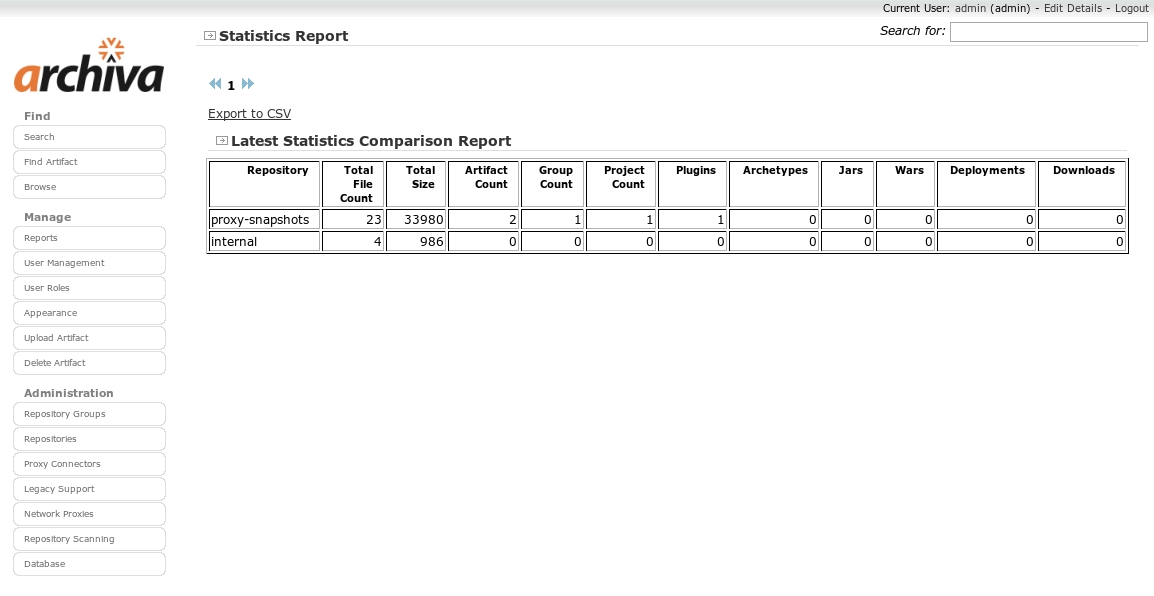 Current User: admin (admin) - Edit Details - Logout
Search for:
archiva
Find
Search
Find Artifact
Browse
Manage
Reports
User Management
User Roles
Appearance
Upload Artifact
Delete Artifact
Administration
Repository Groups
Repositories
Proxy Connectors
Legacy Support
Network Proxies
Repository Scanning
Database
Statistics Report
1
Export to CSV
Latest Statistics Comparison Report
Repository Total File Count Total Size Artifact Count Group Count Project Count Plugins Archetypes Jars Wars Deployments Downloads
proxy-snapshots 23 33980 2 1 1 1 0 0 0 0 0
internal 4 986 0 0 0 0 0 0 0 0 0